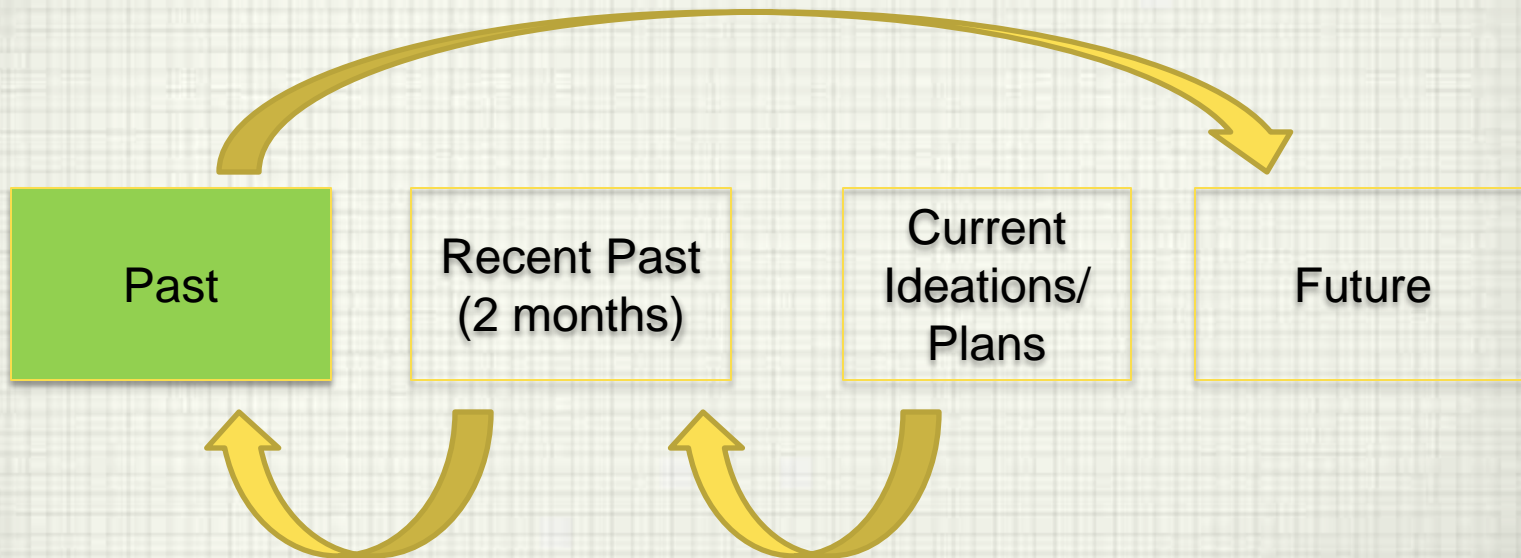 Past
Recent Past
(2 months)
Current
Ideations/
Plans
Future